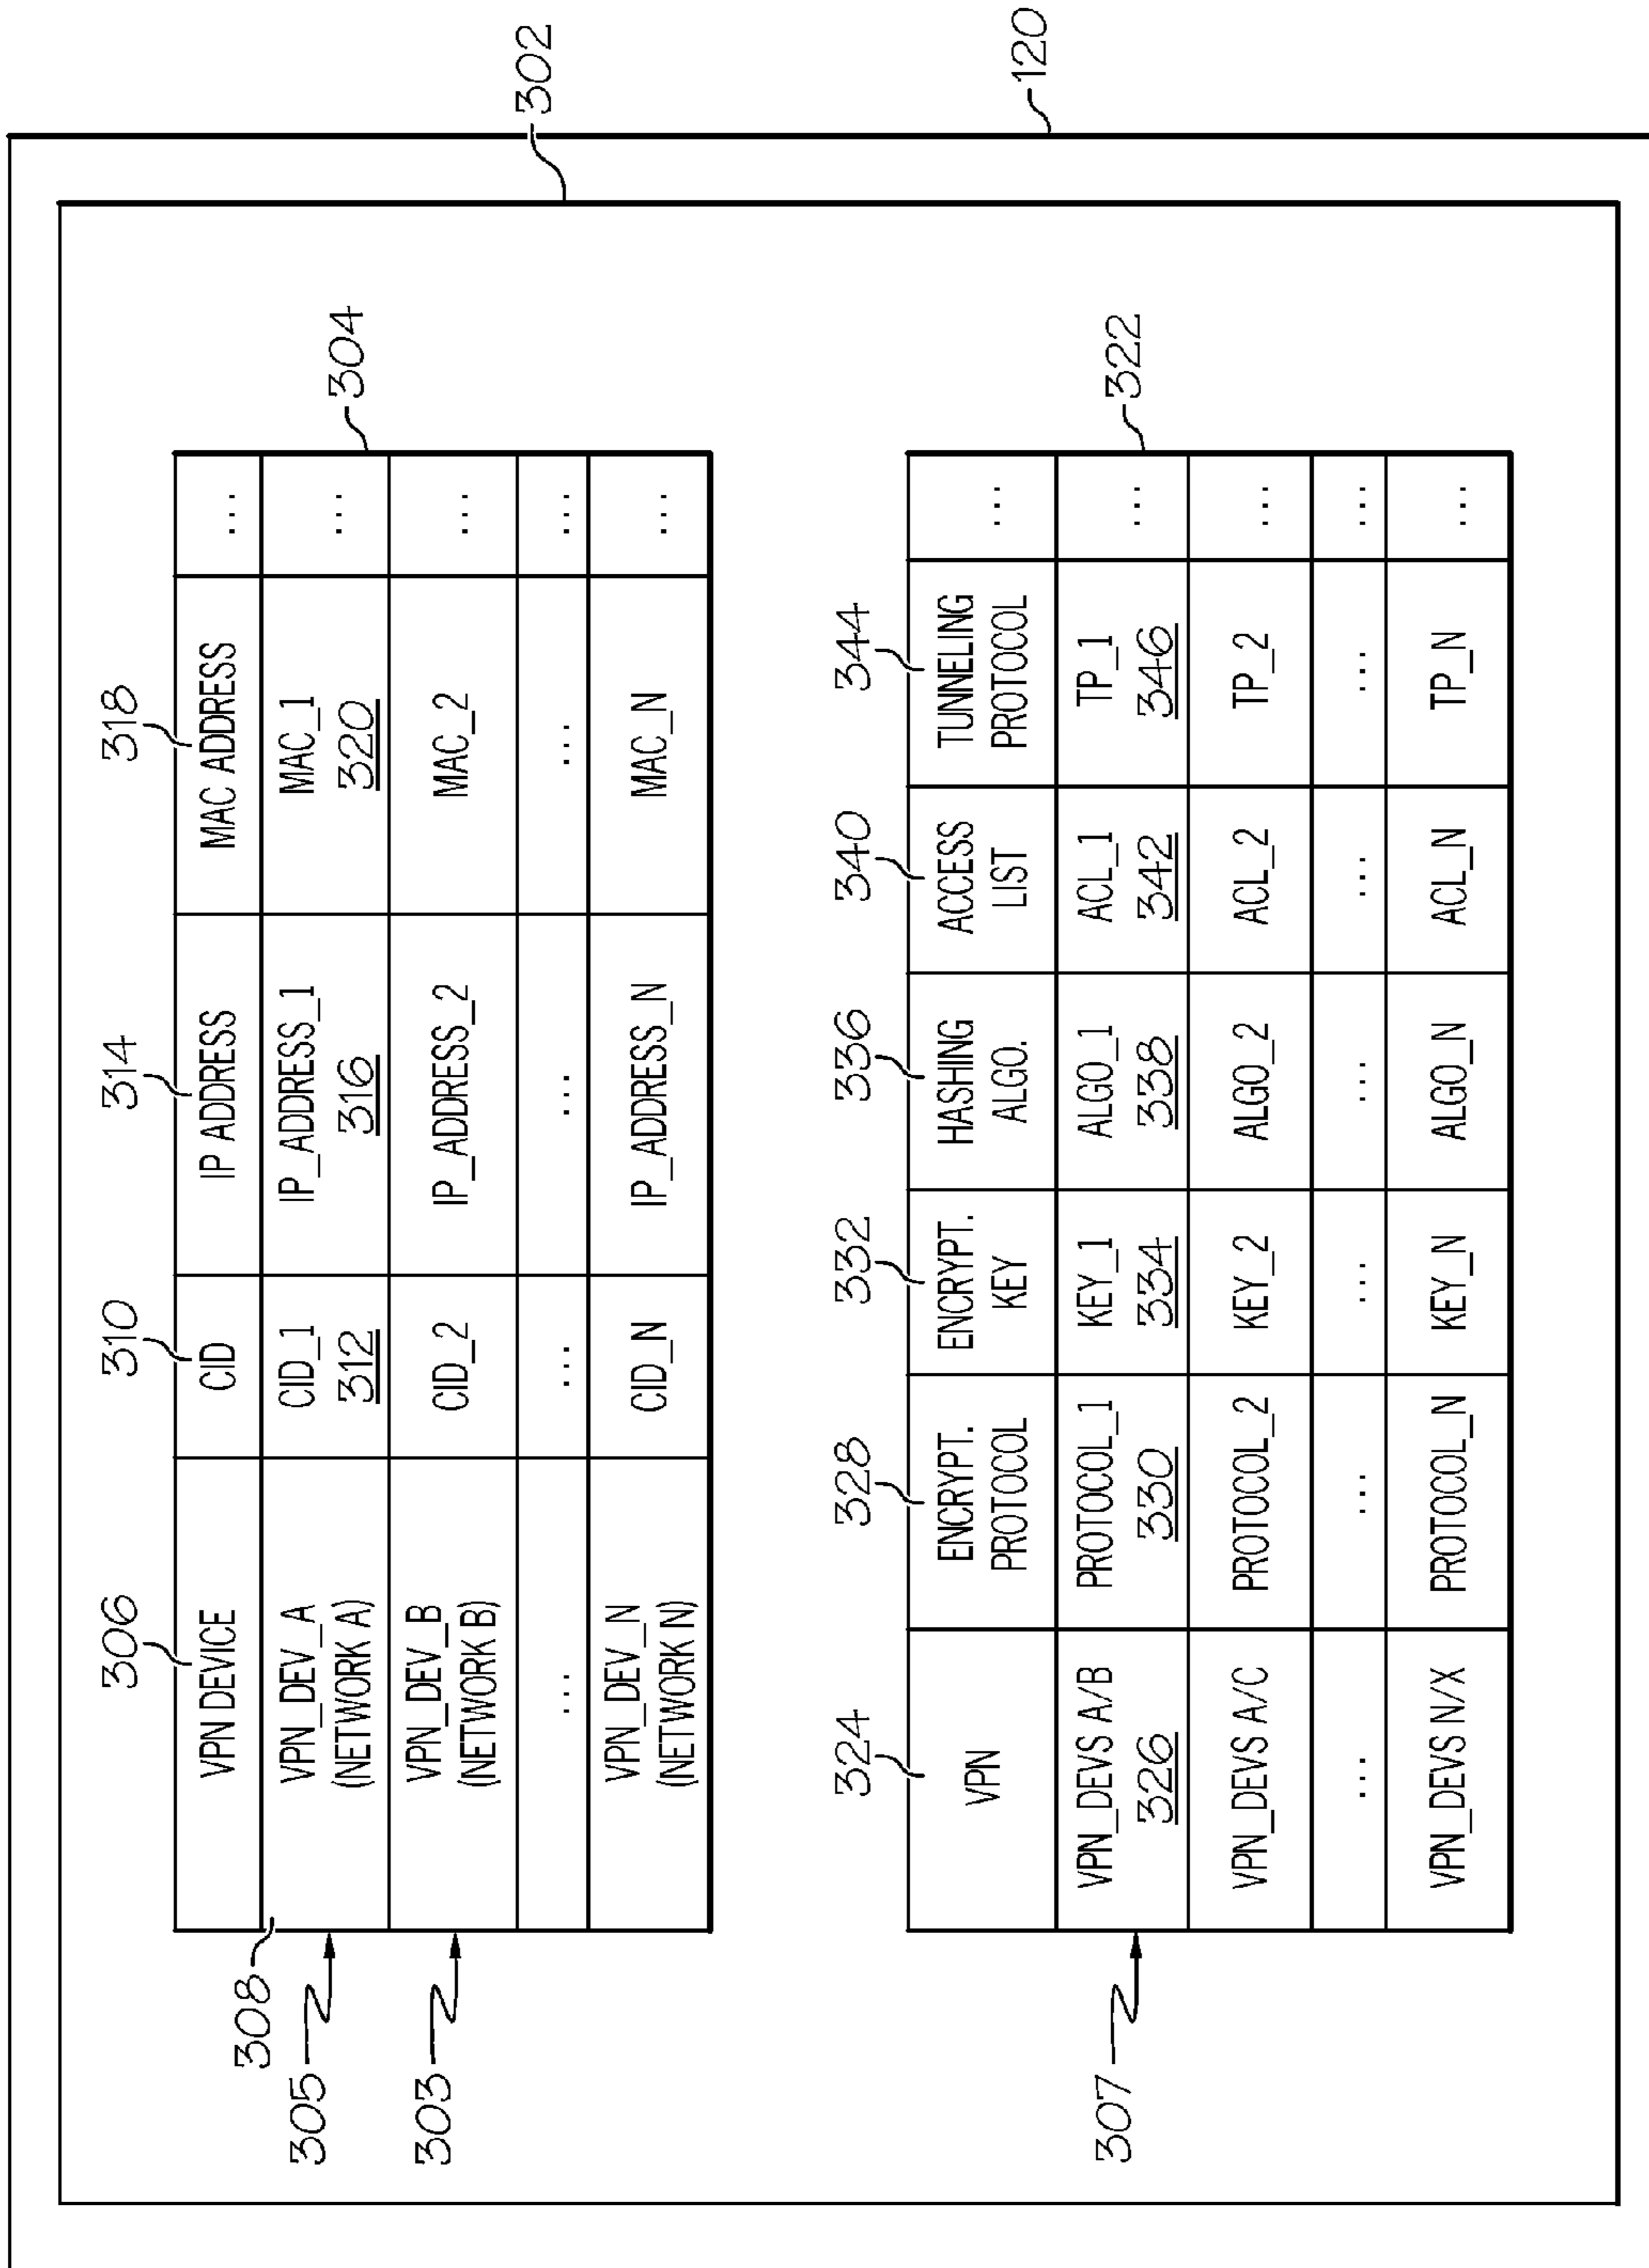 120
302
304
306 310 314 318
VPN DEVICE CID IP ADDRESS MAC ADDRESS ...
308
305 VPN_DEV_A CID_1 IP_ADDRESS_1 MAC_1 ...
(NETWORK A) 312 316 320
303 VPN_DEV_B CID_2 IP_ADDRESS_2 MAC_2 ...
(NETWORK B)
... ... ... ... ...
VPN_DEV_N CID_N IP_ADDRESS_N MAC_N ...
(NETWORK N)
322
324 328 332 336 340 344
VPN ENCRYPT. ENCRYPT. HASHING ACCESS TUNNELING ...
PROTOCOL KEY ALGO. LIST PROTOCOL
307 VPN_DEVS A/B PROTOCOL_1 KEY_1 ALGO_1 ACL_1 TP_1 ...
326 330 334 338 342 346
VPN_DEVS A/C PROTOCOL_2 KEY_2 ALGO_2 ACL_2 TP_2 ...
... ... ... ... ... ... ...
VPN_DEVS N/X PROTOCOL_N KEY_N ALGO_N ACL_N TP_N ...